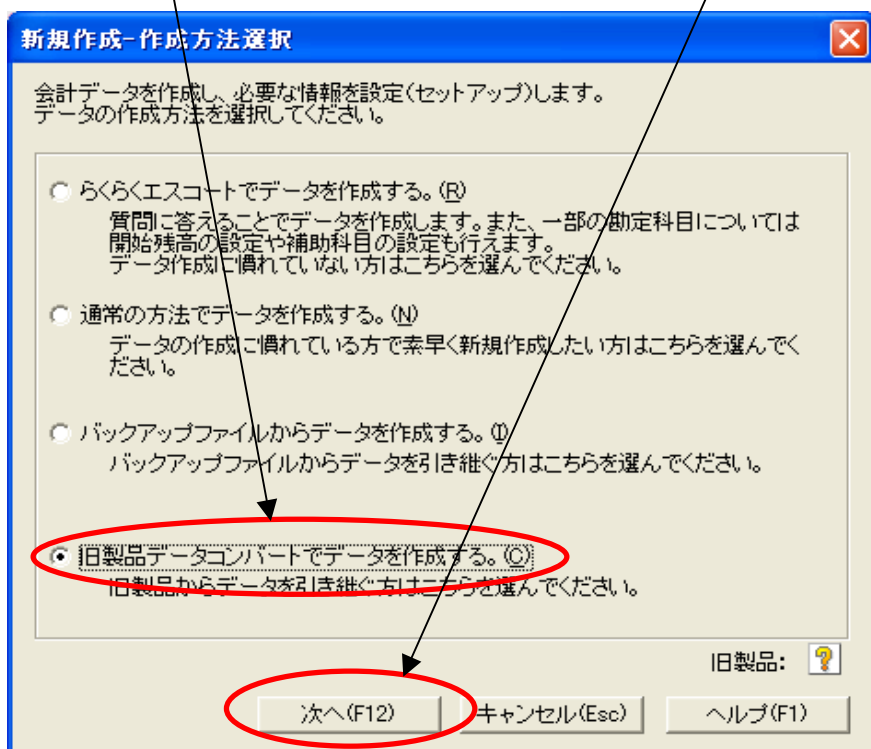 新規作成-作成方法選択
会計データを作成し、必要な情報を設定(セットアップ)します。
データの作成方法を選択してください。
らくらくエスコートでデータを作成する。(R)
質問に答えることでデータを作成します。また、一部の勘定科目については
開始残高の設定や補助科目の設定も行えます。
データ作成に慣れていない方はこちらを選んでください。
通常の方法でデータを作成する。(N)
データの作成に慣れている方で素早く新規作成したい方はこちらを選んでく
ださい。
バックアップファイルからデータを作成する。(I)
バックアップファイルからデータを引き継ぐ方はこちらを選んでください。
旧製品データコンバートでデータを作成する。(C)
旧製品からデータを引き継ぐ方はこちらを選んでください。
旧製品:
次へ(F12) キャンセル(Esc) ヘルプ(F1)